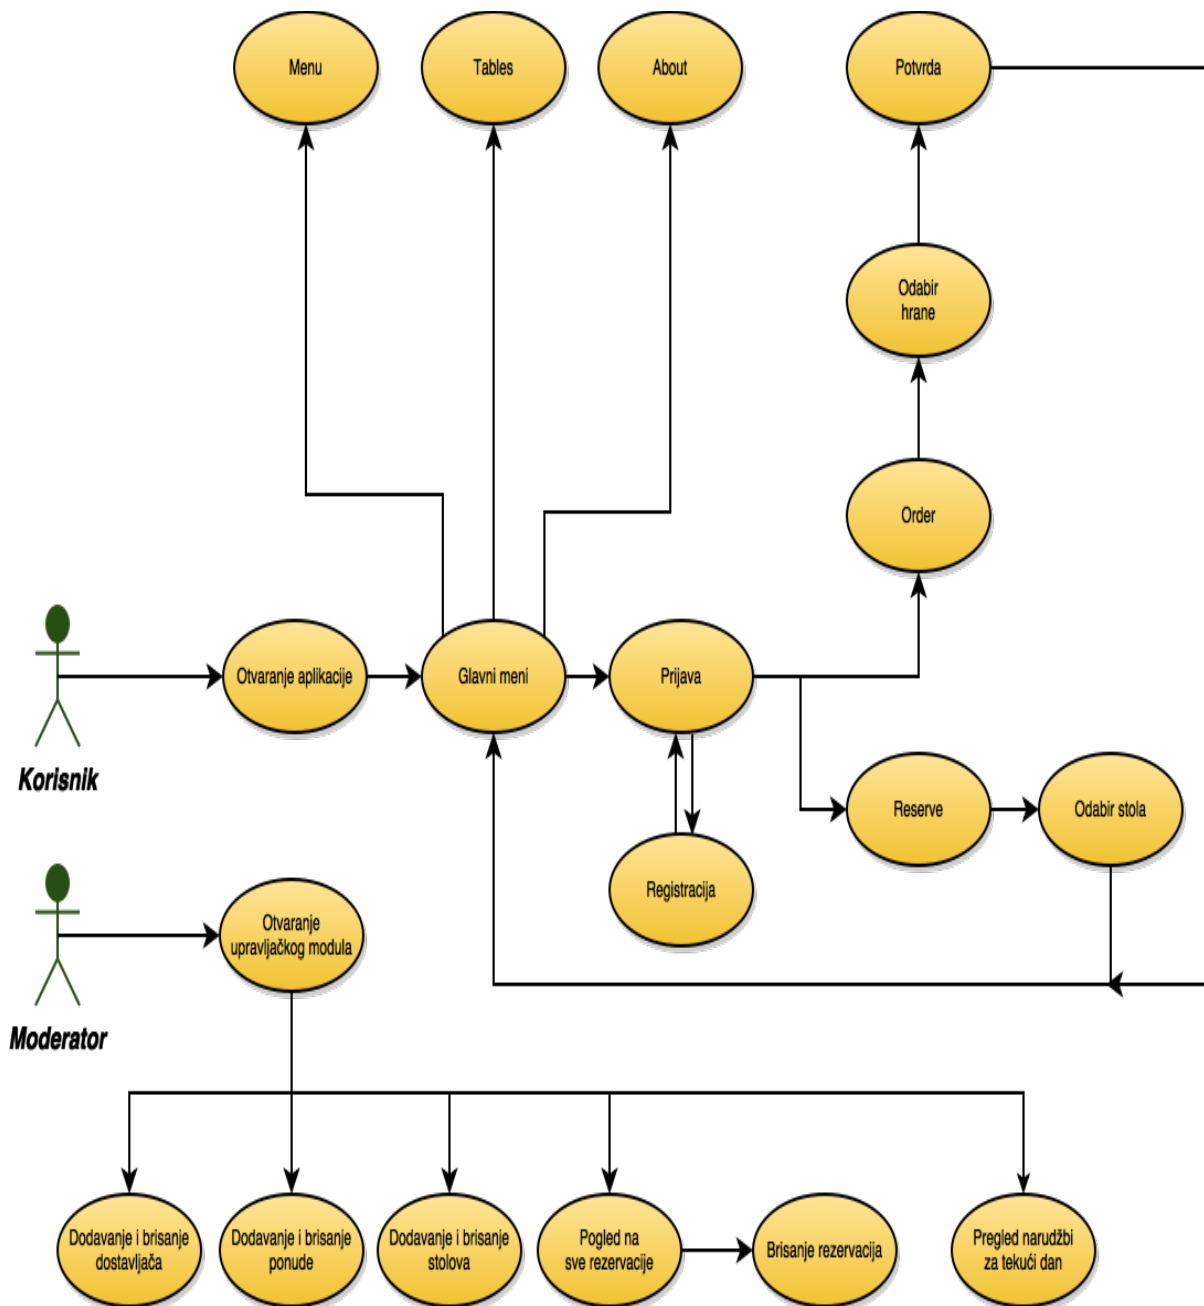 Menu
Tables
About
Potvrda
Odabir
hrane
Order
Otvaranje aplikacije
Glavni meni
Prijava
Korisnik
Reserve
Odabir stola
Registracija
Otvaranje
upravljačkog modula
Moderator
Dodavanje i brisanje
dostavljača
Dodavanje i brisanje
ponude
Dodavanje i brisanje
stolova
Pogled na
sve rezervacije
Brisanje rezervacija
Pregled narudžbi
za tekući dan